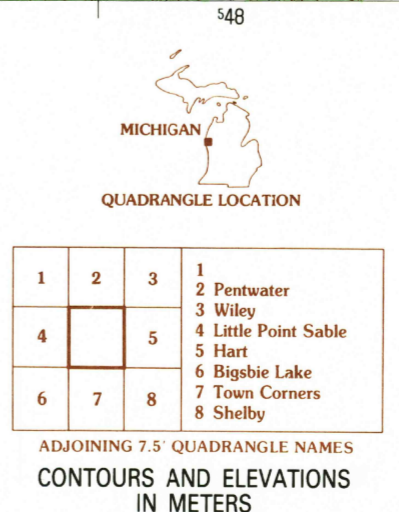 548
MICHIGAN
QUADRANGLE LOCATION
1 2 3
4 5
6 7 8
1
2 Pentwater
3 Wiley
4 Little Point Sable
5 Hart
6 Bigsbie Lake
7 Town Corners
8 Shelby
ADJOINING 7.5' QUADRANGLE NAMES
CONTOURS AND ELEVATIONS
IN METERS